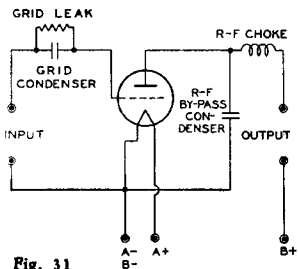 GRID LEAK
GRID
CONDENSER
R-F CHOKE
R-F
BY-PASS
CON-
DENSER
INPUT
OUTPUT
A-
B-
A+
B+
Fig. 31